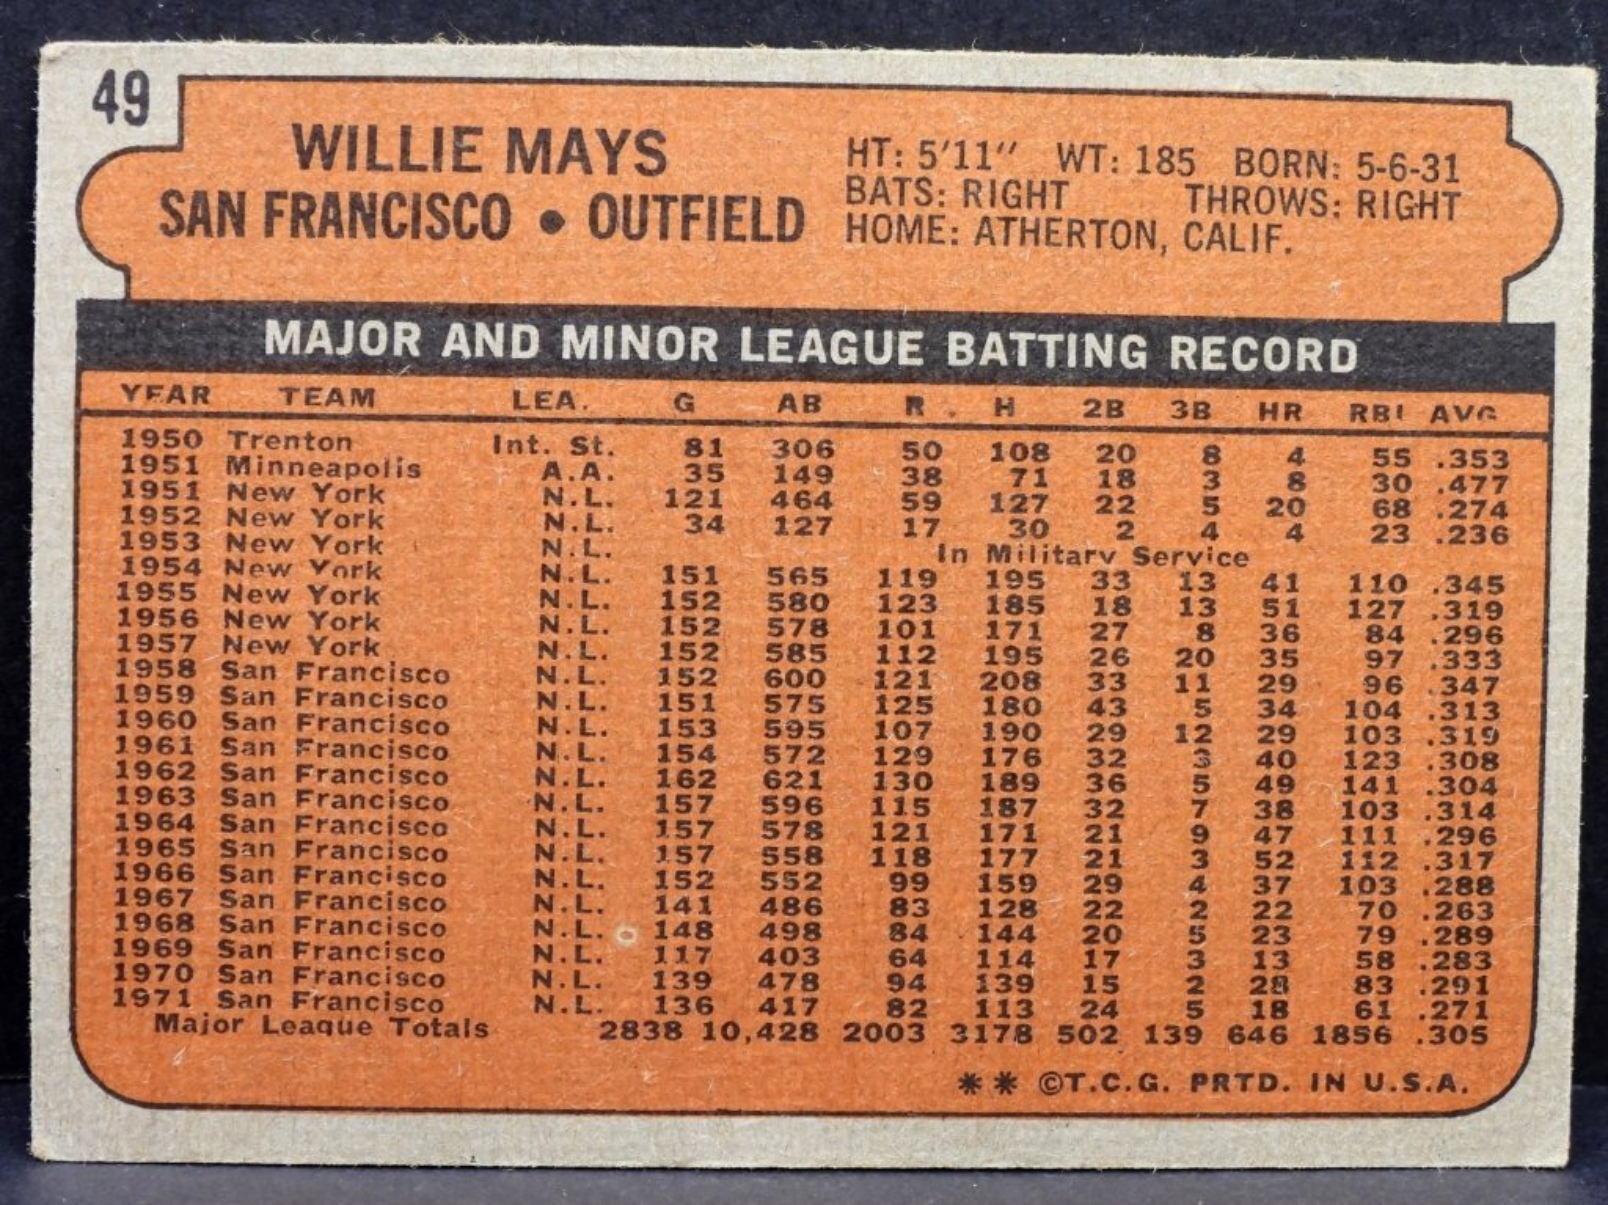 49
WILLIE MAYS
SAN FRANCISCO • OUTFIELD
HT: 5'11" WT: 185 BORN: 5-6-31
BATS: RIGHT THROWS: RIGHT
HOME: ATHERTON, CALIF.
MAJOR AND MINOR LEAGUE BATTING RECORD
YEAR TEAM LEA. G AB R . H 2B 3B HR RBI AVG
1950 Trenton Int. St. 81 306 50 108 20 8 4 55 .353
1951 Minneapolis A.A. 35 149 38 71 18 3 8 30 .477
1951 New York N.L. 121 464 59 127 22 5 20 68 .274
1952 New York N.L. 34 127 17 30 2 4 4 23 .236
1953 New York N.L. In Military Service
1954 New York N.L. 151 565 119 195 33 13 41 110 .345
1955 New York N.L. 152 580 123 185 18 13 51 127 .319
1956 New York N.L. 152 578 101 171 27 8 36 84 .296
1957 New York N.L. 152 585 112 195 26 20 35 97 .333
1958 San Francisco N.L. 152 600 121 208 33 11 29 96 .347
1959 San Francisco N.L. 151 575 125 180 43 5 34 104 .313
1960 San Francisco N.L. 153 595 107 190 29 12 29 103 .319
1961 San Francisco N.L. 154 572 129 176 32 3 40 123 .308
1962 San Francisco N.L. 162 621 130 189 36 5 49 141 .304
1963 San Francisco N.L. 157 596 115 187 32 7 38 103 .314
1964 San Francisco N.L. 157 578 121 171 21 9 47 111 .296
1965 San Francisco N.L. 157 558 118 177 21 3 52 112 .317
1966 San Francisco N.L. 152 552 99 159 29 4 37 103 .288
1967 San Francisco N.L. 141 486 83 128 22 2 22 70 .263
1968 San Francisco N.L. 148 498 84 144 20 5 23 79 .289
1969 San Francisco N.L. 117 403 64 114 17 3 13 58 .283
1970 San Francisco N.L. 139 478 94 139 15 2 28 83 .291
1971 San Francisco N.L. 136 417 82 113 24 5 18 61 .271
Major League Totals 2838 10,428 2003 3178 502 139 646 1856 .305
** ©T.C.G. PRTD. IN U.S.A.